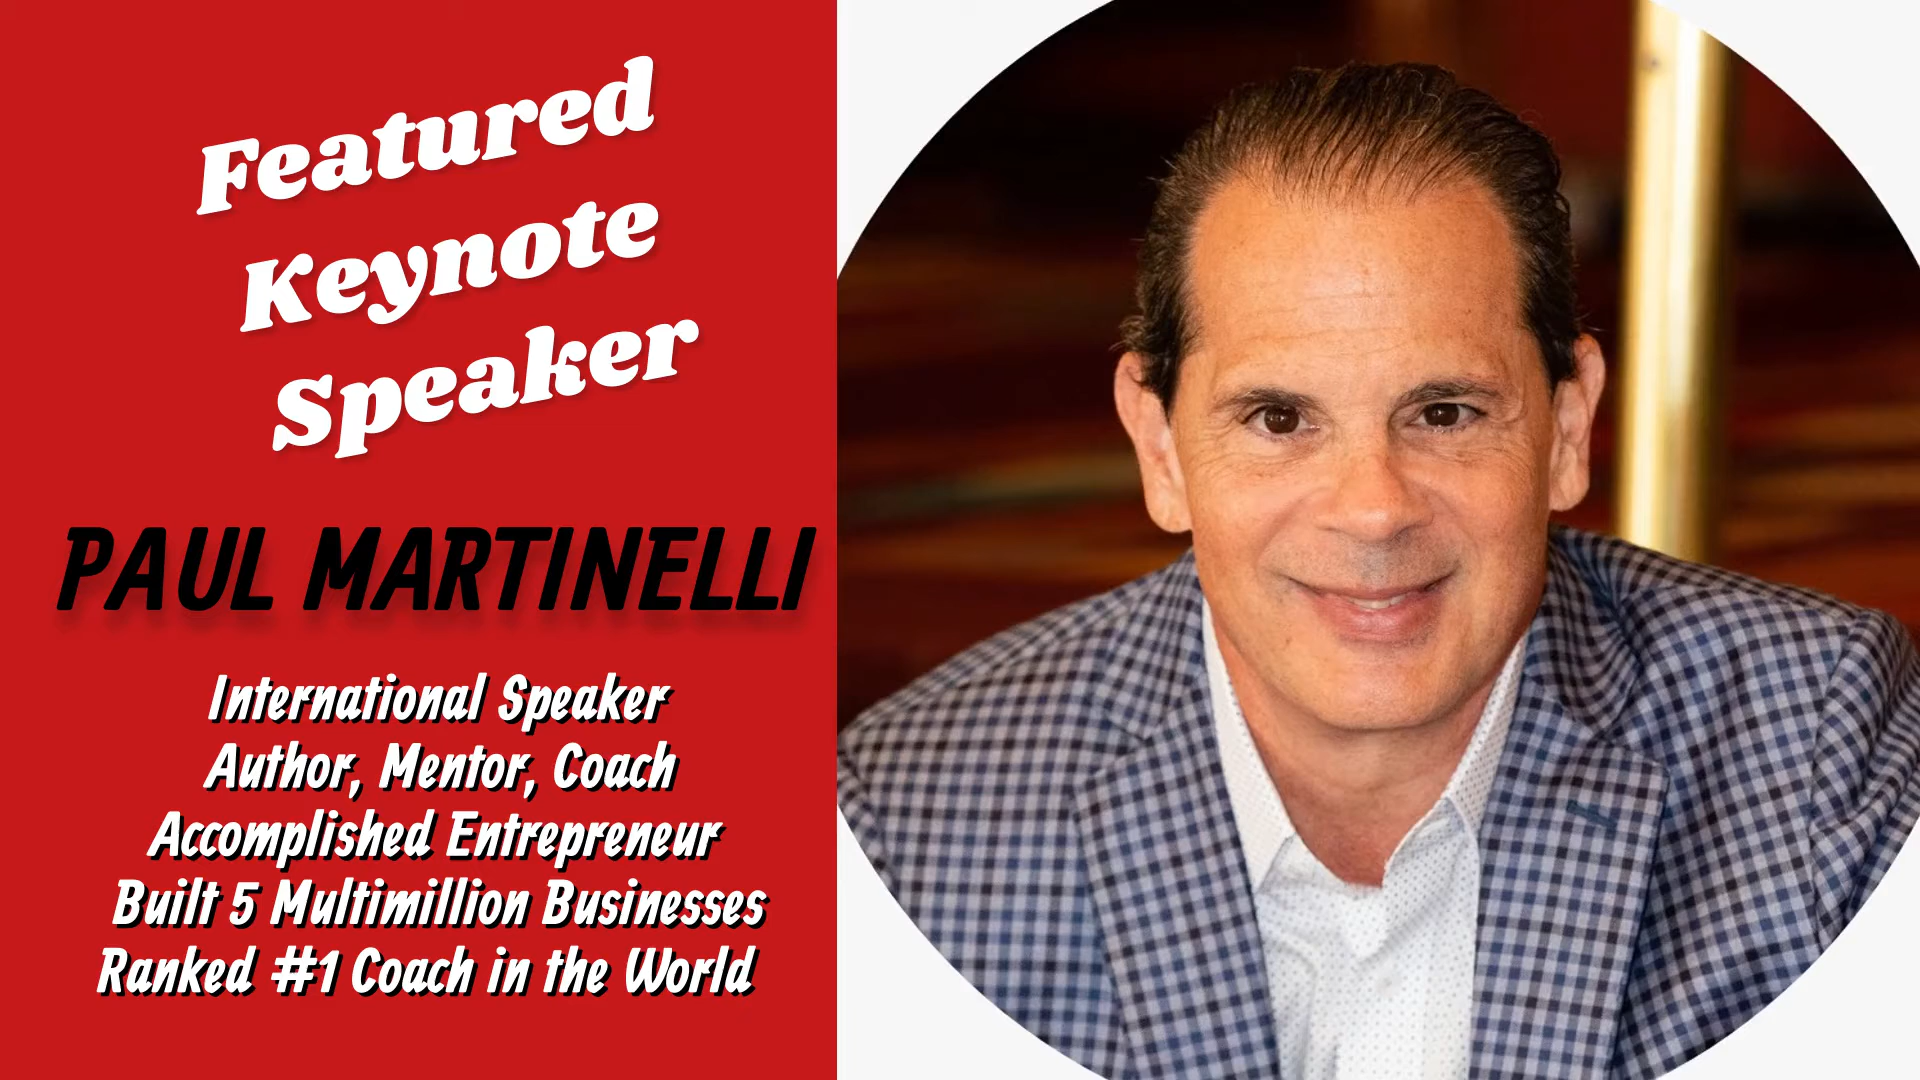 Featured
Keynote
Speaker
PAUL MARTINELLI
International Speaker
Author, Mentor, Coach
Accomplished Entrepreneur
Built 5 Multimillion Businesses
Ranked #1 Coach in the World